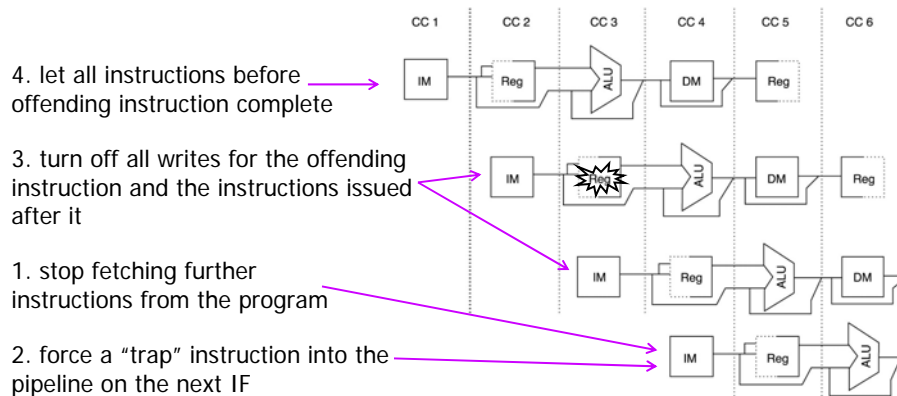 CC 1 CC 2 CC 3 CC 4 CC 5 CC 6
4. let all instructions before
offending instruction complete
IM Reg ALU DM Reg
3. turn off all writes for the offending
instruction and the instructions issued
after it
IM Reg ALU DM Reg
1. stop fetching further
instructions from the program
IM Reg ALU DM
2. force a “trap” instruction into the
pipeline on the next IF
IM Reg ALU